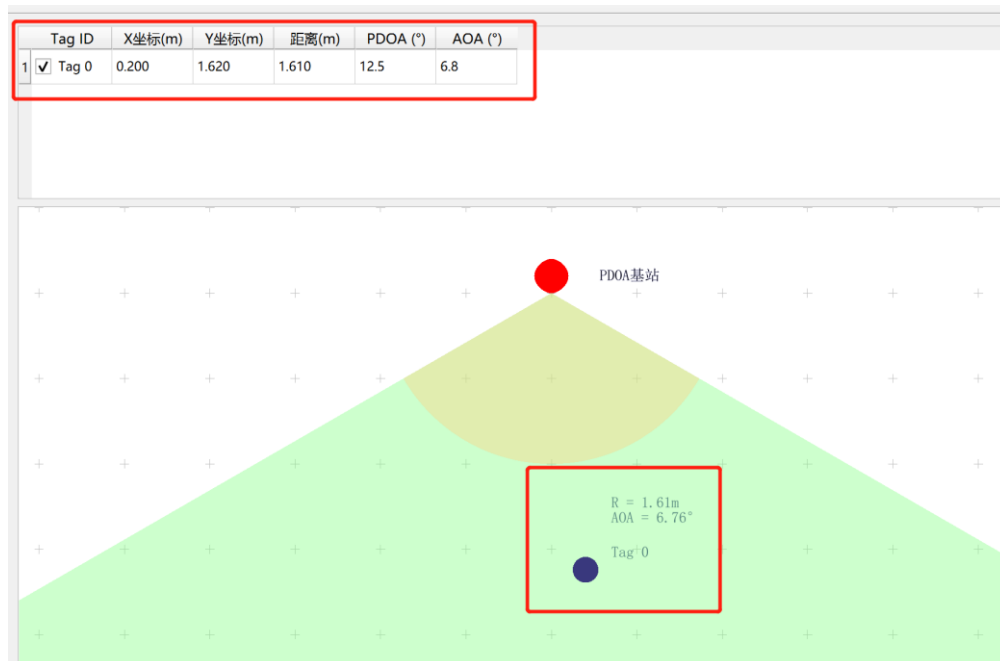 Tag ID X坐标(m) Y坐标(m) 距离(m) PDOA (°) AOA (°)
1 Tag 0 0.200 1.620 1.610 12.5 6.8
PDOA基站
R = 1.61m
AOA = 6.76°
Tag 0